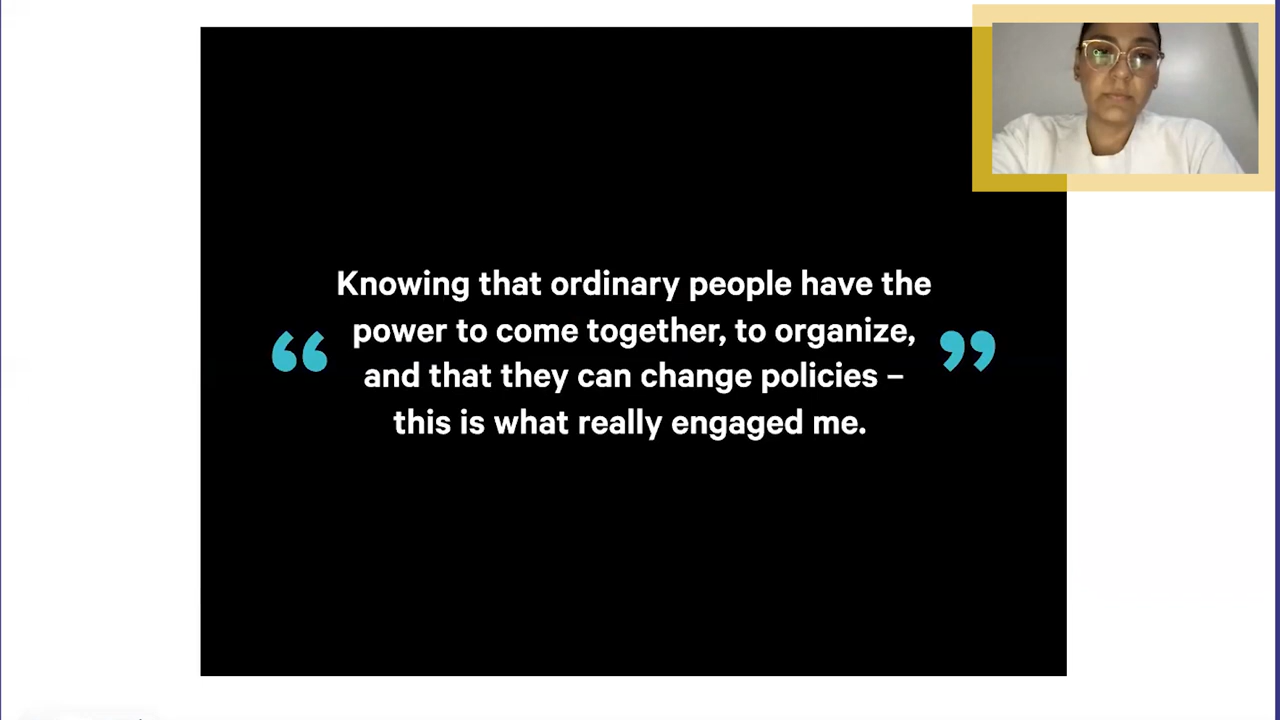 Knowing that ordinary people have the
“ power to come together, to organize, ”
and that they can change policies –
this is what really engaged me.